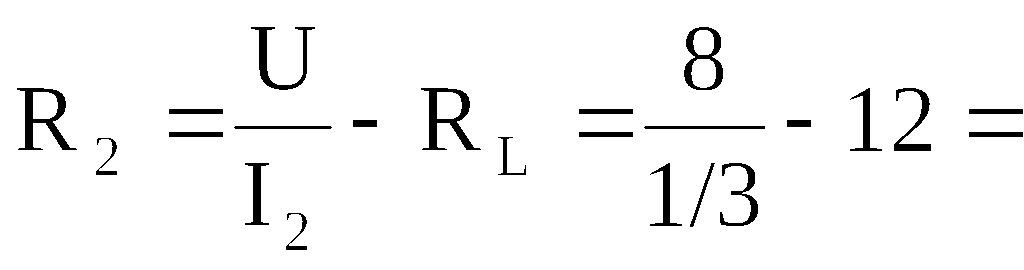 R₂ = U/I₂ - R_L = 8/(1/3) - 12 =